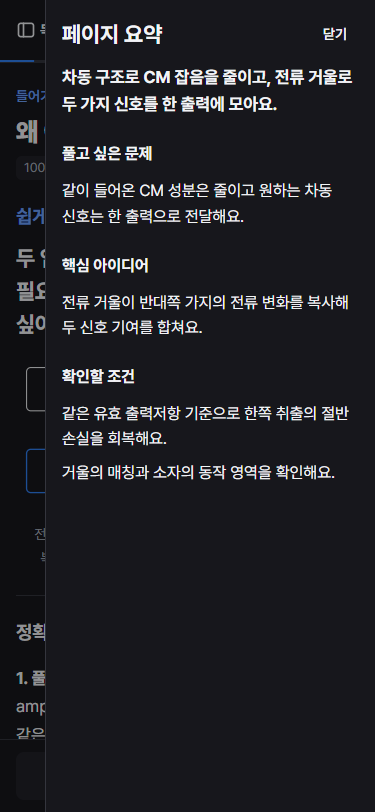 페이지 요약
닫기
차동 구조로 CM 잡음을 줄이고, 전류 거울로
두 가지 신호를 한 출력에 모아요.
풀고 싶은 문제
같이 들어온 CM 성분은 줄이고 원하는 차동
신호는 한 출력으로 전달해요.
핵심 아이디어
전류 거울이 반대쪽 가지의 전류 변화를 복사해
두 신호 기여를 합쳐요.
확인할 조건
같은 유효 출력저항 기준으로 한쪽 취출의 절반
손실을 회복해요.
거울의 매칭과 소자의 동작 영역을 확인해요.
왜
100
쉽게
두
싶어
전
정확
1. 풀
amp
같은